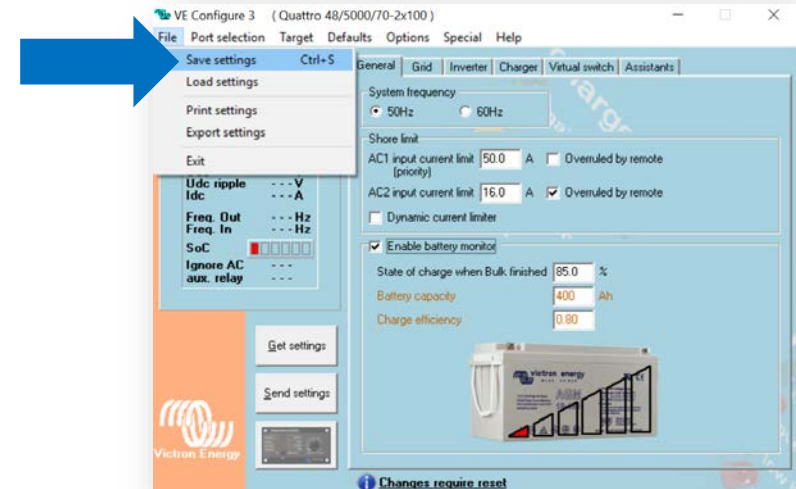 VE Configure 3 ( Quattro 48/5000/70-2x100 )
File Port selection Target Defaults Options Special Help
Save settings Ctrl+S
Load settings
Print settings
Export settings
Exit
General Grid Inverter Charger Virtual switch Assistants
System frequency
50Hz 60Hz
Shore limit
AC1 input current limit 50.0 A Overruled by remote
(priority)
AC2 input current limit 16.0 A Overruled by remote
Dynamic current limiter
Enable battery monitor
State of charge when Bulk finished 85.0 %
Battery capacity 400 Ah
Charge efficiency 0.80
Udc ripple - - - V
Idc - - - A
Freq. Out - - - Hz
Freq. In - - - Hz
SoC
Ignore AC - - -
aux. relay - - -
Get settings
Send settings
victron energy
BLUE POWER
AGM
Victron Energy
Changes require reset